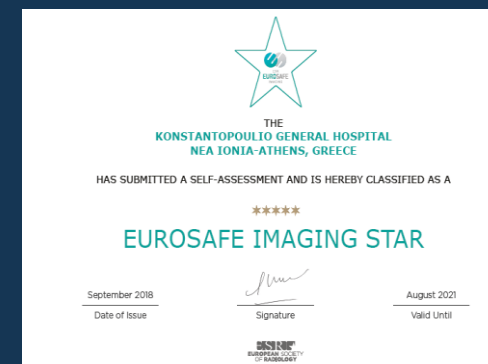 EUROSAFE
THE
KONSTANTOPOULIO GENERAL HOSPITAL
NEA IONIA-ATHENS, GREECE
HAS SUBMITTED A SELF-ASSESSMENT AND IS HEREBY CLASSIFIED AS A
EUROSAFE IMAGING STAR
September 2018
August 2021
Date of Issue
Signature
Valid Until
EUROPEAN SOCIETY
OF RADIOLOGY